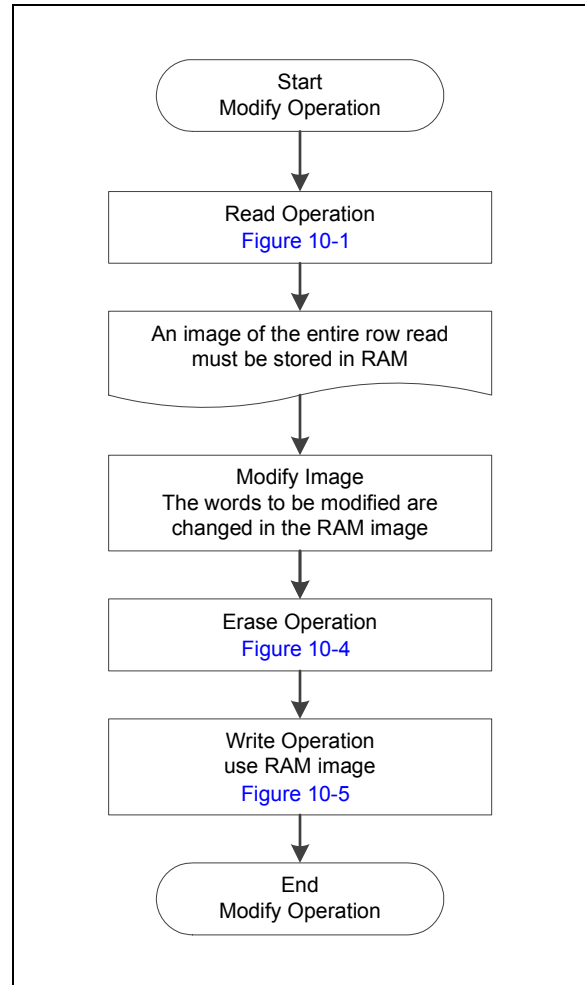 Start
Modify Operation
Read Operation
Figure 10-1
An image of the entire row read
must be stored in RAM
Modify Image
The words to be modified are
changed in the RAM image
Erase Operation
Figure 10-4
Write Operation
use RAM image
Figure 10-5
End
Modify Operation